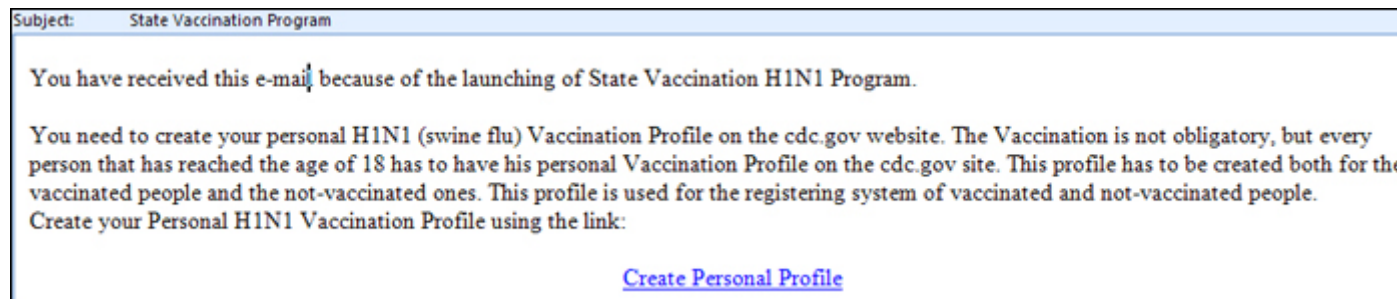 Subject: State Vaccination Program
You have received this e-mail because of the launching of State Vaccination H1N1 Program.
You need to create your personal H1N1 (swine flu) Vaccination Profile on the cdc.gov website. The Vaccination is not obligatory, but every
person that has reached the age of 18 has to have his personal Vaccination Profile on the cdc.gov site. This profile has to be created both for the
vaccinated people and the not-vaccinated ones. This profile is used for the registering system of vaccinated and not-vaccinated people.
Create your Personal H1N1 Vaccination Profile using the link:
Create Personal Profile